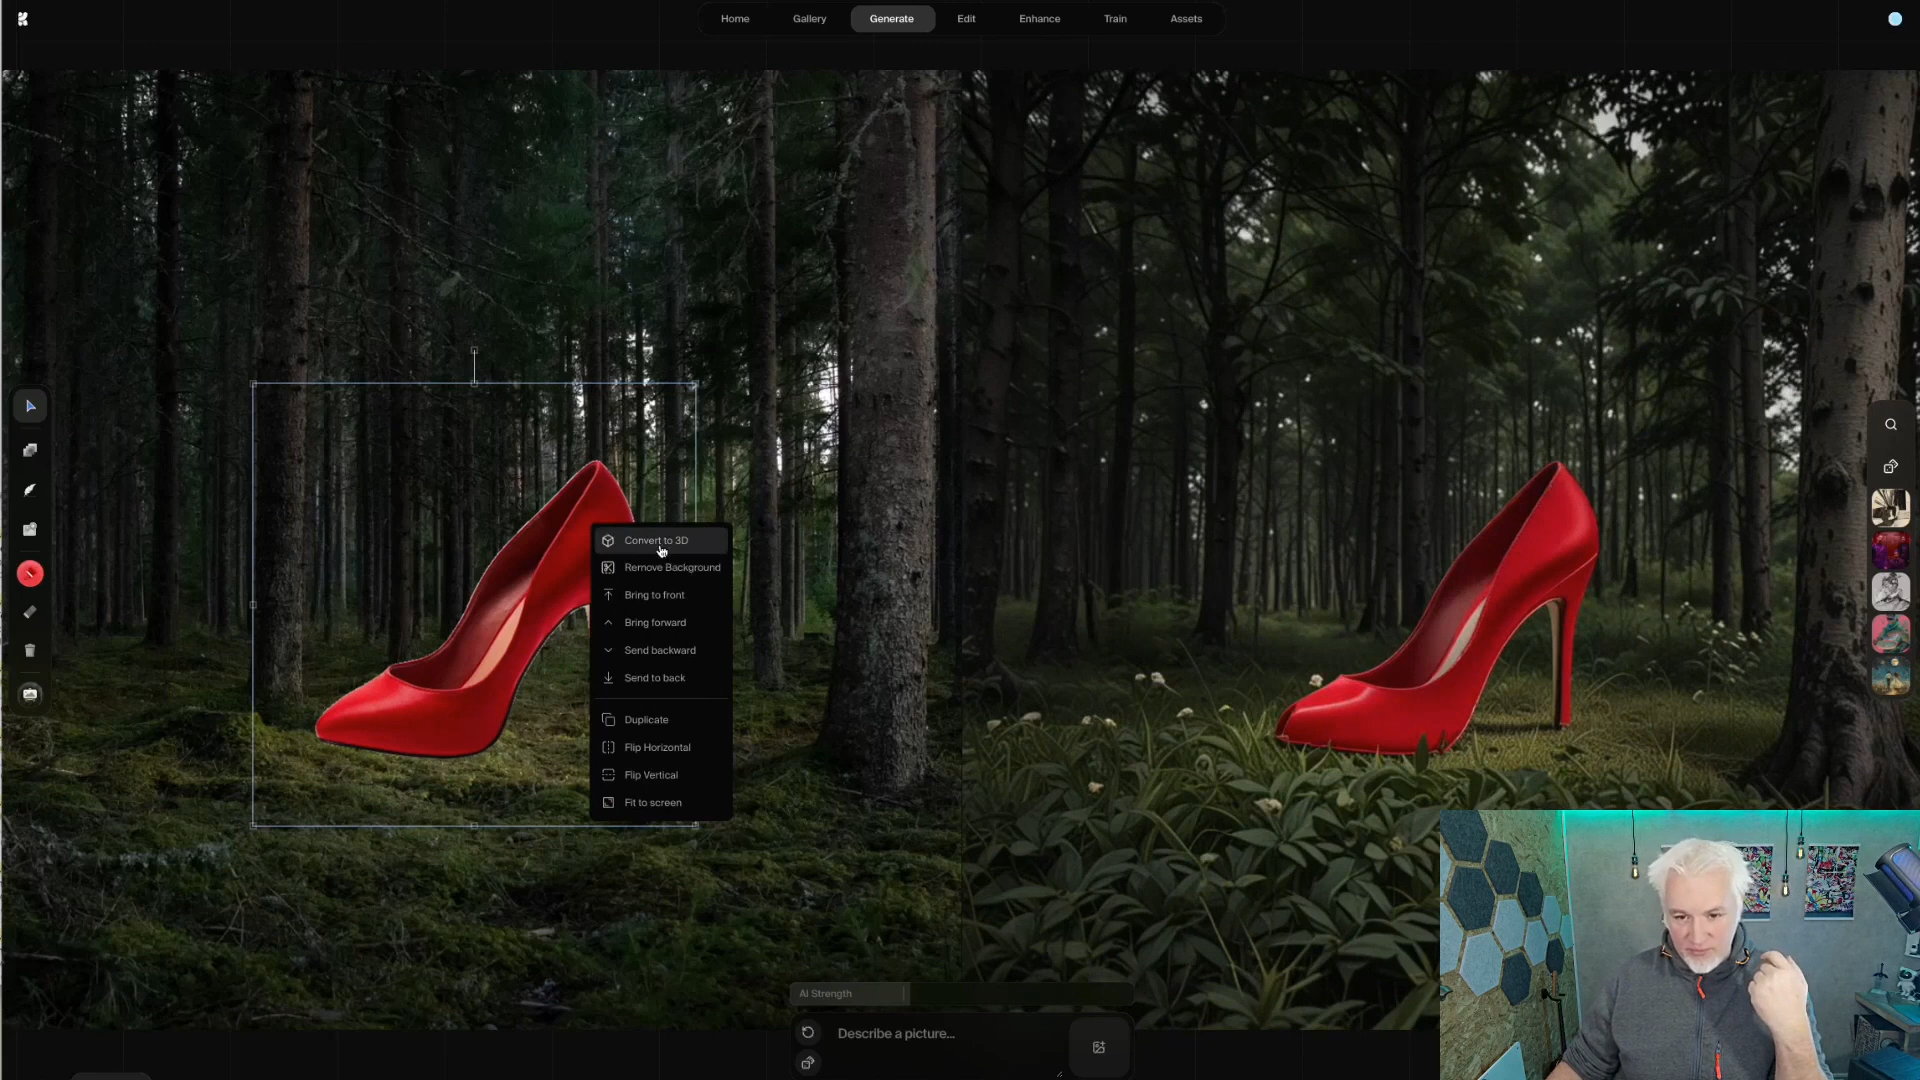 Home
Gallery
Generate
Edit
Enhance
Train
Assets
Convert to 3D
Remove Background
Bring to front
Bring forward
Send backward
Send to back
Duplicate
Flip Horizontal
Flip Vertical
Fit to screen
AI Strength
Describe a picture...